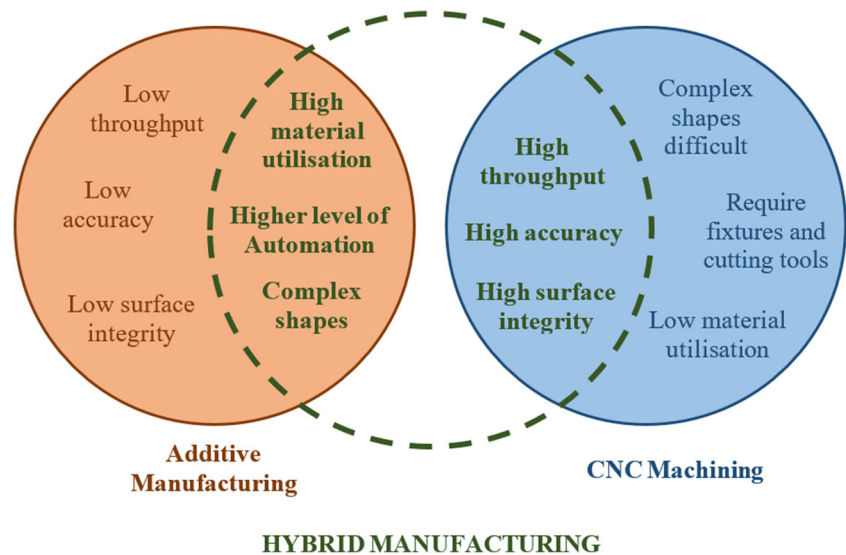 Low
throughput
Low
accuracy
Low surface
integrity
High
material
utilisation
Higher level of
Automation
Complex
shapes
High
throughput
High accuracy
High surface
integrity
Complex
shapes
difficult
Require
fixtures and
cutting tools
Low material
utilisation
Additive
Manufacturing
CNC Machining
HYBRID MANUFACTURING